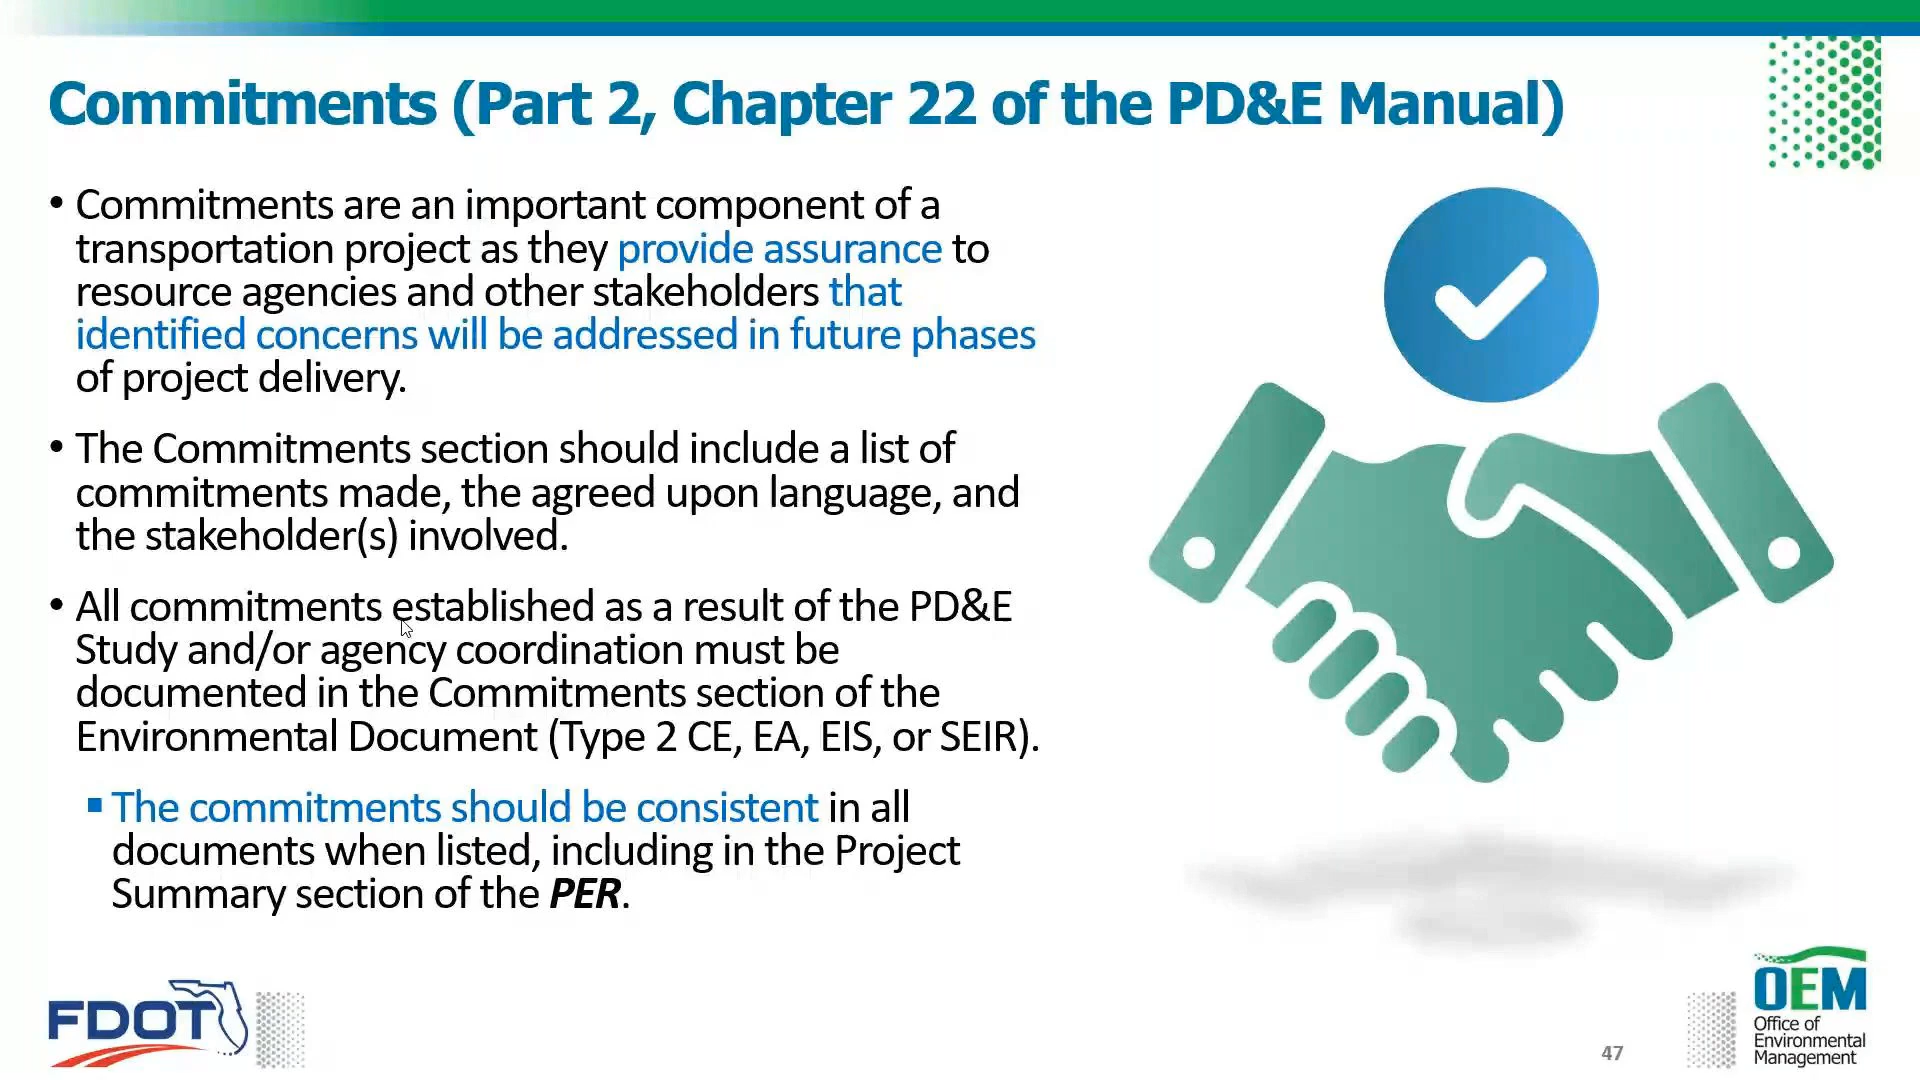 Commitments (Part 2, Chapter 22 of the PD&E Manual)
• Commitments are an important component of a
transportation project as they provide assurance to
resource agencies and other stakeholders that
identified concerns will be addressed in future phases
of project delivery.
• The Commitments section should include a list of
commitments made, the agreed upon language, and
the stakeholder(s) involved.
• All commitments established as a result of the PD&E
Study and/or agency coordination must be
documented in the Commitments section of the
Environmental Document (Type 2 CE, EA, EIS, or SEIR).
▪ The commitments should be consistent in all
documents when listed, including in the Project
Summary section of the PER.
FDOT
47
OEM
Office of
Environmental
Management